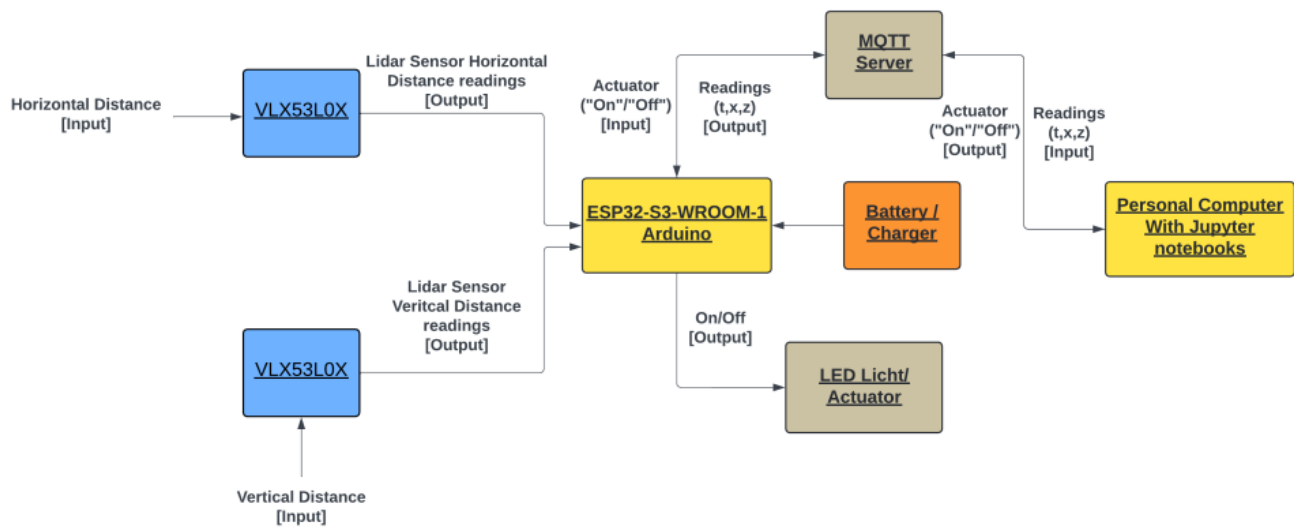 Horizontal Distance
[Input]
VLX53L0X
Lidar Sensor Horizontal
Distance readings
[Output]
Actuator
("On"/"Off")
[Input]
Readings
(t,x,z)
[Output]
MQTT
Server
Actuator
("On"/"Off")
[Output]
Readings
(t,x,z)
[Input]
ESP32-S3-WROOM-1
Arduino
Battery /
Charger
Personal Computer
With Jupyter
notebooks
Lidar Sensor
Veritcal Distance
readings
[Output]
VLX53L0X
On/Off
[Output]
LED Licht/
Actuator
Vertical Distance
[Input]